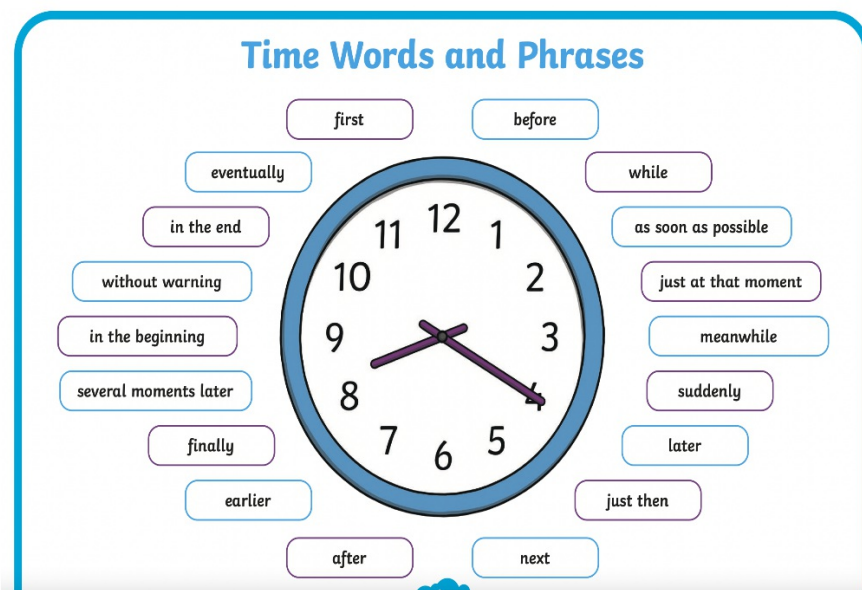 Time Words and Phrases
first
before
eventually
while
in the end
as soon as possible
without warning
just at that moment
in the beginning
meanwhile
several moments later
suddenly
finally
later
earlier
just then
after
next
12
11
1
10
2
9
3
8
4
7
5
6